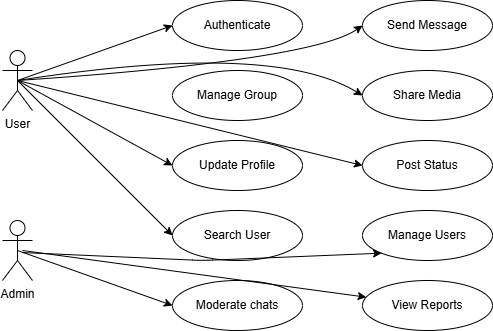 Authenticate
Send Message
Manage Group
Share Media
User
Update Profile
Post Status
Search User
Manage Users
Admin
Moderate chats
View Reports